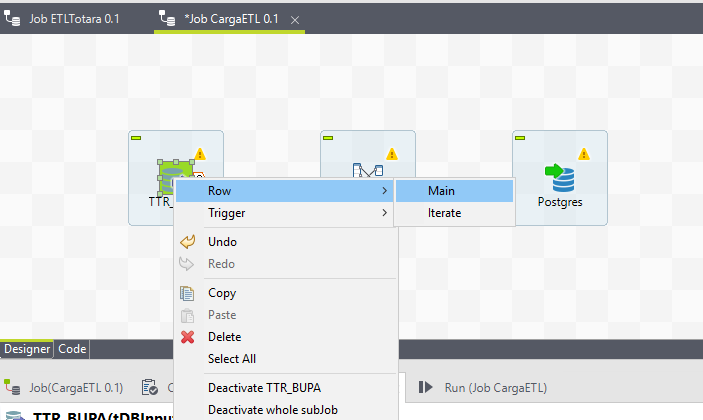 Job ETLTotara 0.1
*Job CargaETL 0.1
TTR_
Postgres
Row
Main
Trigger
Iterate
Undo
Redo
Copy
Paste
Delete
Select All
Deactivate TTR_BUPA
Deactivate whole subJob
Designer
Code
Job(CargaETL 0.1)
Run (Job CargaETL)
TTR_BUPA(tDBInpu